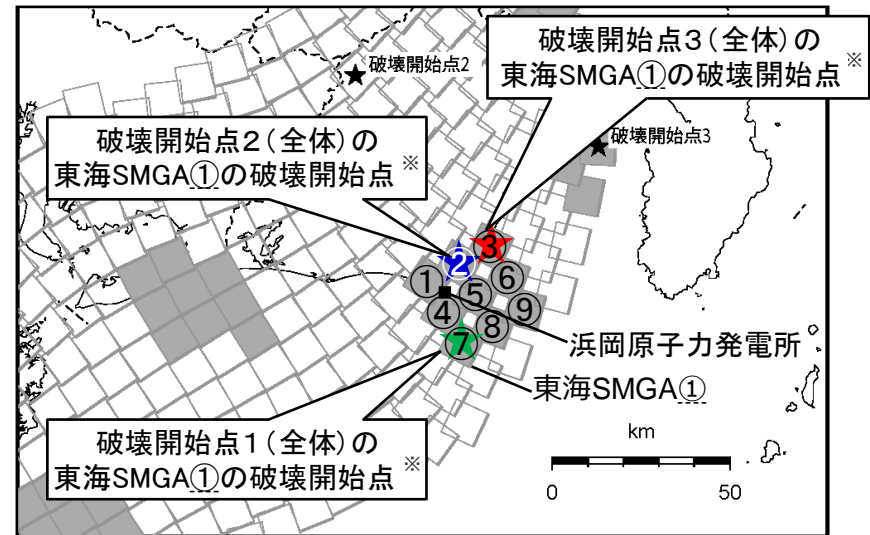 破壊開始点3(全体)の
東海SMGA①の破壊開始点※
破壊開始点2
破壊開始点3
破壊開始点2(全体)の
東海SMGA①の破壊開始点※
③
②
①
⑥
⑤
④
⑨
⑧
⑦
浜岡原子力発電所
東海SMGA①
破壊開始点1(全体)の
東海SMGA①の破壊開始点※
km
0 50